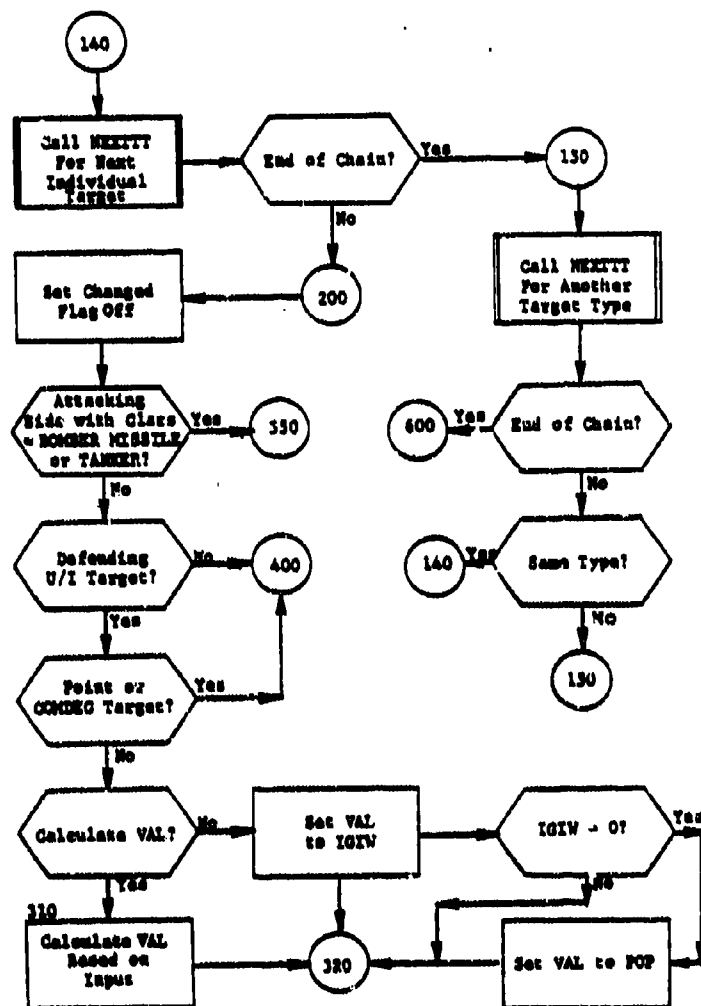 140
Call NEXTTT
For Next
Individual
Target
End of Chain?
Yes
130
No
Set Changed
Flag Off
200
Call NEXTTT
For Another
Target Type
Attacking
Side with Class
= BOMBER MISSILE
or TANKER?
Yes
350
600
Yes
End of Chain?
No
No
Defending
U/I Target?
No
400
140
Yes
Same Type?
Yes
No
Point or
COMDEG Target?
Yes
130
No
Calculate VAL?
No
Set VAL
to IGIW
IGIW = 0?
Yes
Yes
No
310
Calculate VAL
Based on
Input
320
Set VAL to POP